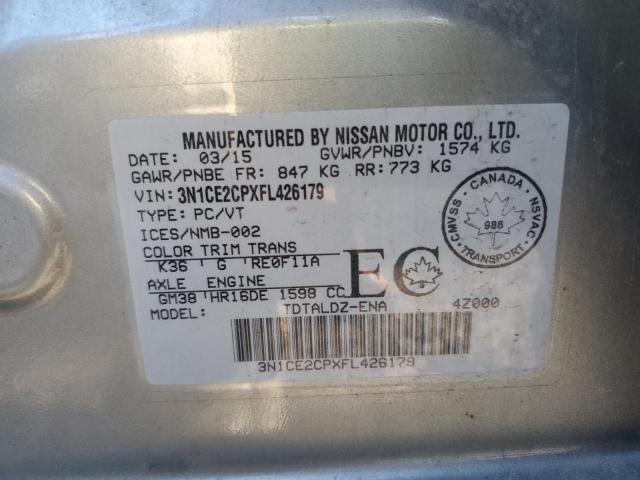 MANUFACTURED BY NISSAN MOTOR CO., LTD.
DATE: 03/15 GVWR/PNBV: 1574 KG
GAWR/PNBE FR: 847 KG RR: 773 KG
VIN: 3N1CE2CPXFL426179
TYPE: PC/VT
ICES/NMB-002
COLOR TRIM TRANS
K36 G RE0F11A
AXLE ENGINE
GM38 HR16DE 1598 CC
MODEL: TDTALDZ-ENA 4Z000
EC
CANADA
CMVSS
NSVAC
986
TRANSPORT
3N1CE2CPXFL426179